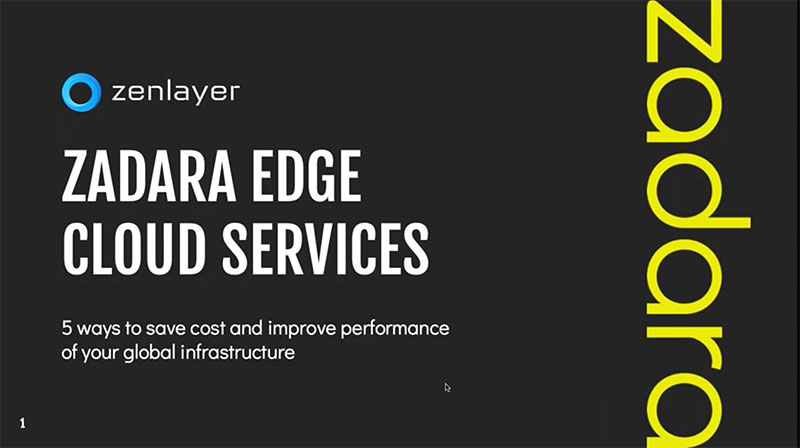 zenlayer
ZADARA EDGE
CLOUD SERVICES
5 ways to save cost and improve performance
of your global infrastructure
1
zadara